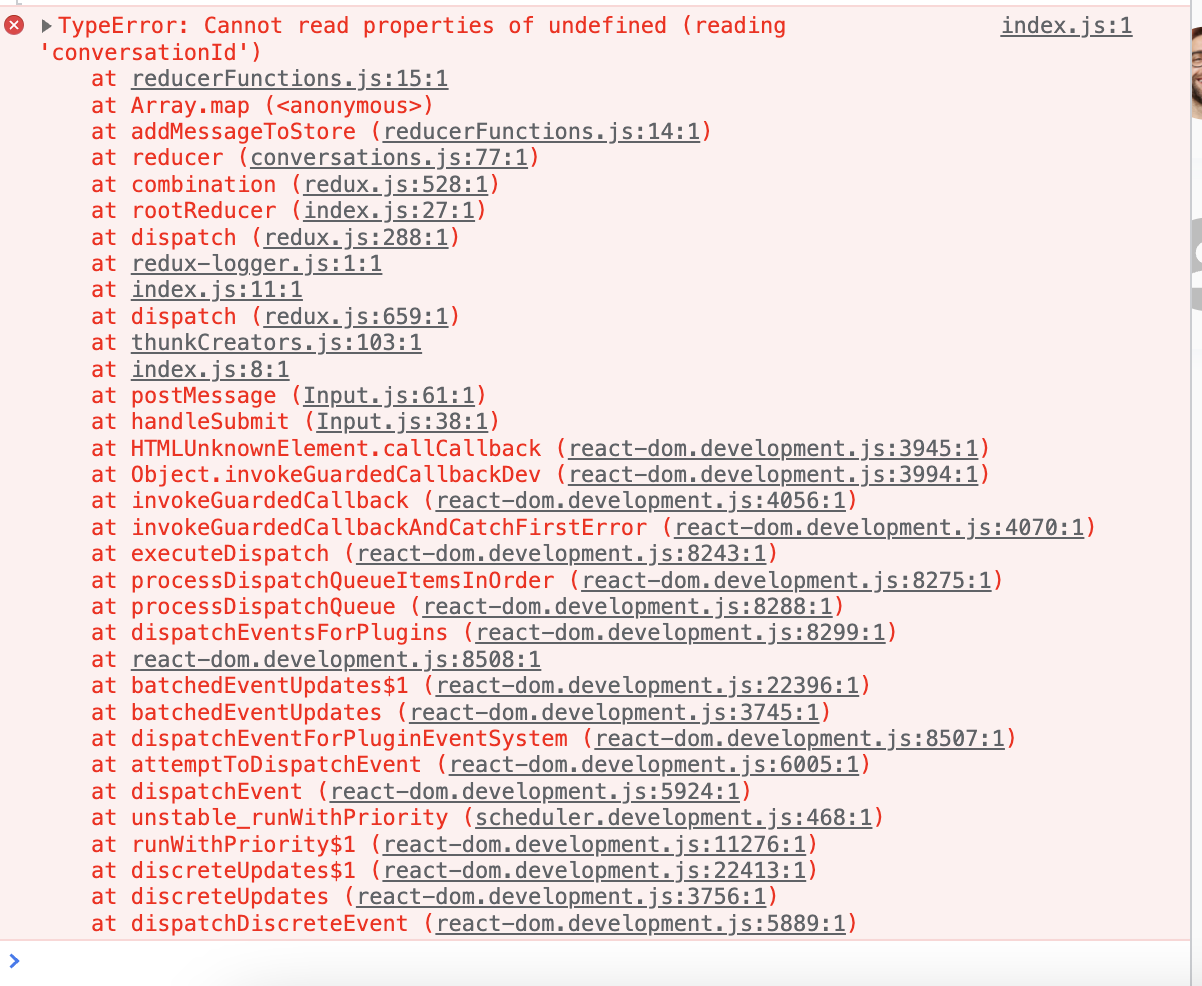 TypeError: Cannot read properties of undefined (reading index.js:1
'conversationId')
at reducerFunctions.js:15:1
at Array.map (<anonymous>)
at addMessageToStore (reducerFunctions.js:14:1)
at reducer (conversations.js:77:1)
at combination (redux.js:528:1)
at rootReducer (index.js:27:1)
at dispatch (redux.js:288:1)
at redux-logger.js:1:1
at index.js:11:1
at dispatch (redux.js:659:1)
at thunkCreators.js:103:1
at index.js:8:1
at postMessage (Input.js:61:1)
at handleSubmit (Input.js:38:1)
at HTMLUnknownElement.callCallback (react-dom.development.js:3945:1)
at Object.invokeGuardedCallbackDev (react-dom.development.js:3994:1)
at invokeGuardedCallback (react-dom.development.js:4056:1)
at invokeGuardedCallbackAndCatchFirstError (react-dom.development.js:4070:1)
at executeDispatch (react-dom.development.js:8243:1)
at processDispatchQueueItemsInOrder (react-dom.development.js:8275:1)
at processDispatchQueue (react-dom.development.js:8288:1)
at dispatchEventsForPlugins (react-dom.development.js:8299:1)
at react-dom.development.js:8508:1
at batchedEventUpdates$1 (react-dom.development.js:22396:1)
at batchedEventUpdates (react-dom.development.js:3745:1)
at dispatchEventForPluginEventSystem (react-dom.development.js:8507:1)
at attemptToDispatchEvent (react-dom.development.js:6005:1)
at dispatchEvent (react-dom.development.js:5924:1)
at unstable_runWithPriority (scheduler.development.js:468:1)
at runWithPriority$1 (react-dom.development.js:11276:1)
at discreteUpdates$1 (react-dom.development.js:22413:1)
at discreteUpdates (react-dom.development.js:3756:1)
at dispatchDiscreteEvent (react-dom.development.js:5889:1)